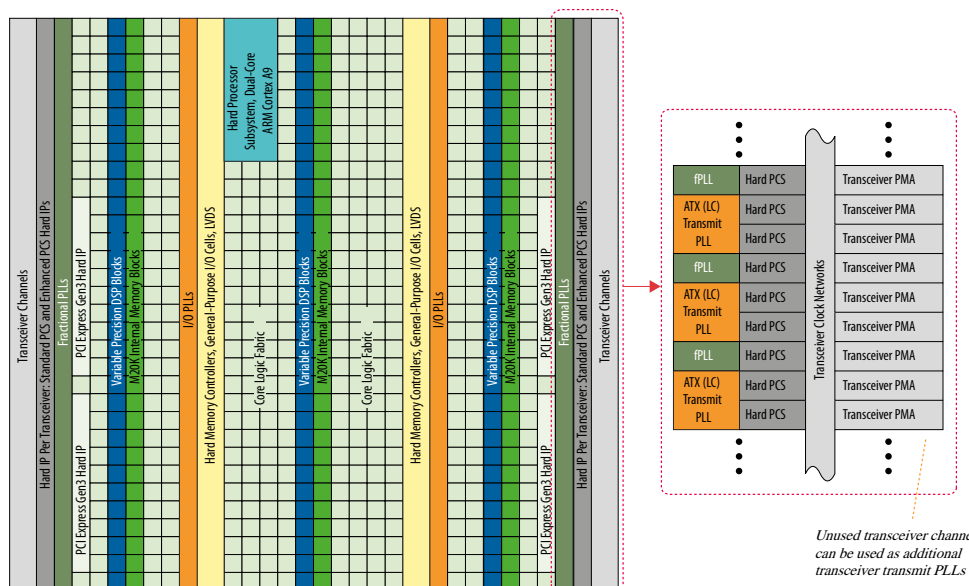 Transceiver Channels
Hard IP Per Transceiver: Standard PCS and Enhanced PCS Hard IPs
Fractional PLLs
PCI Express Gen3 Hard IP
PCI Express Gen3 Hard IP
Variable Precision DSP Blocks
M20K Internal Memory Blocks
I/O PLLs
Hard Memory Controllers, General-Purpose I/O Cells, LVDS
Hard Processor
Subsystem, Dual-Core
ARM Cortex A9
Core Logic Fabric
Variable Precision DSP Blocks
M20K Internal Memory Blocks
Core Logic Fabric
Hard Memory Controllers, General-Purpose I/O Cells, LVDS
I/O PLLs
Variable Precision DSP Blocks
M20K Internal Memory Blocks
PCI Express Gen3 Hard IP
PCI Express Gen3 Hard IP
Fractional PLLs
Hard IP Per Transceiver: Standard PCS and Enhanced PCS Hard IPs
Transceiver Channels
fPLL
ATX (LC)
Transmit
PLL
fPLL
ATX (LC)
Transmit
PLL
fPLL
ATX (LC)
Transmit
PLL
Hard PCS
Hard PCS
Hard PCS
Hard PCS
Hard PCS
Hard PCS
Hard PCS
Hard PCS
Hard PCS
Transceiver Clock Networks
Transceiver PMA
Transceiver PMA
Transceiver PMA
Transceiver PMA
Transceiver PMA
Transceiver PMA
Transceiver PMA
Transceiver PMA
Transceiver PMA
Unused transceiver
can be used as additional
transceiver transmit PLLs